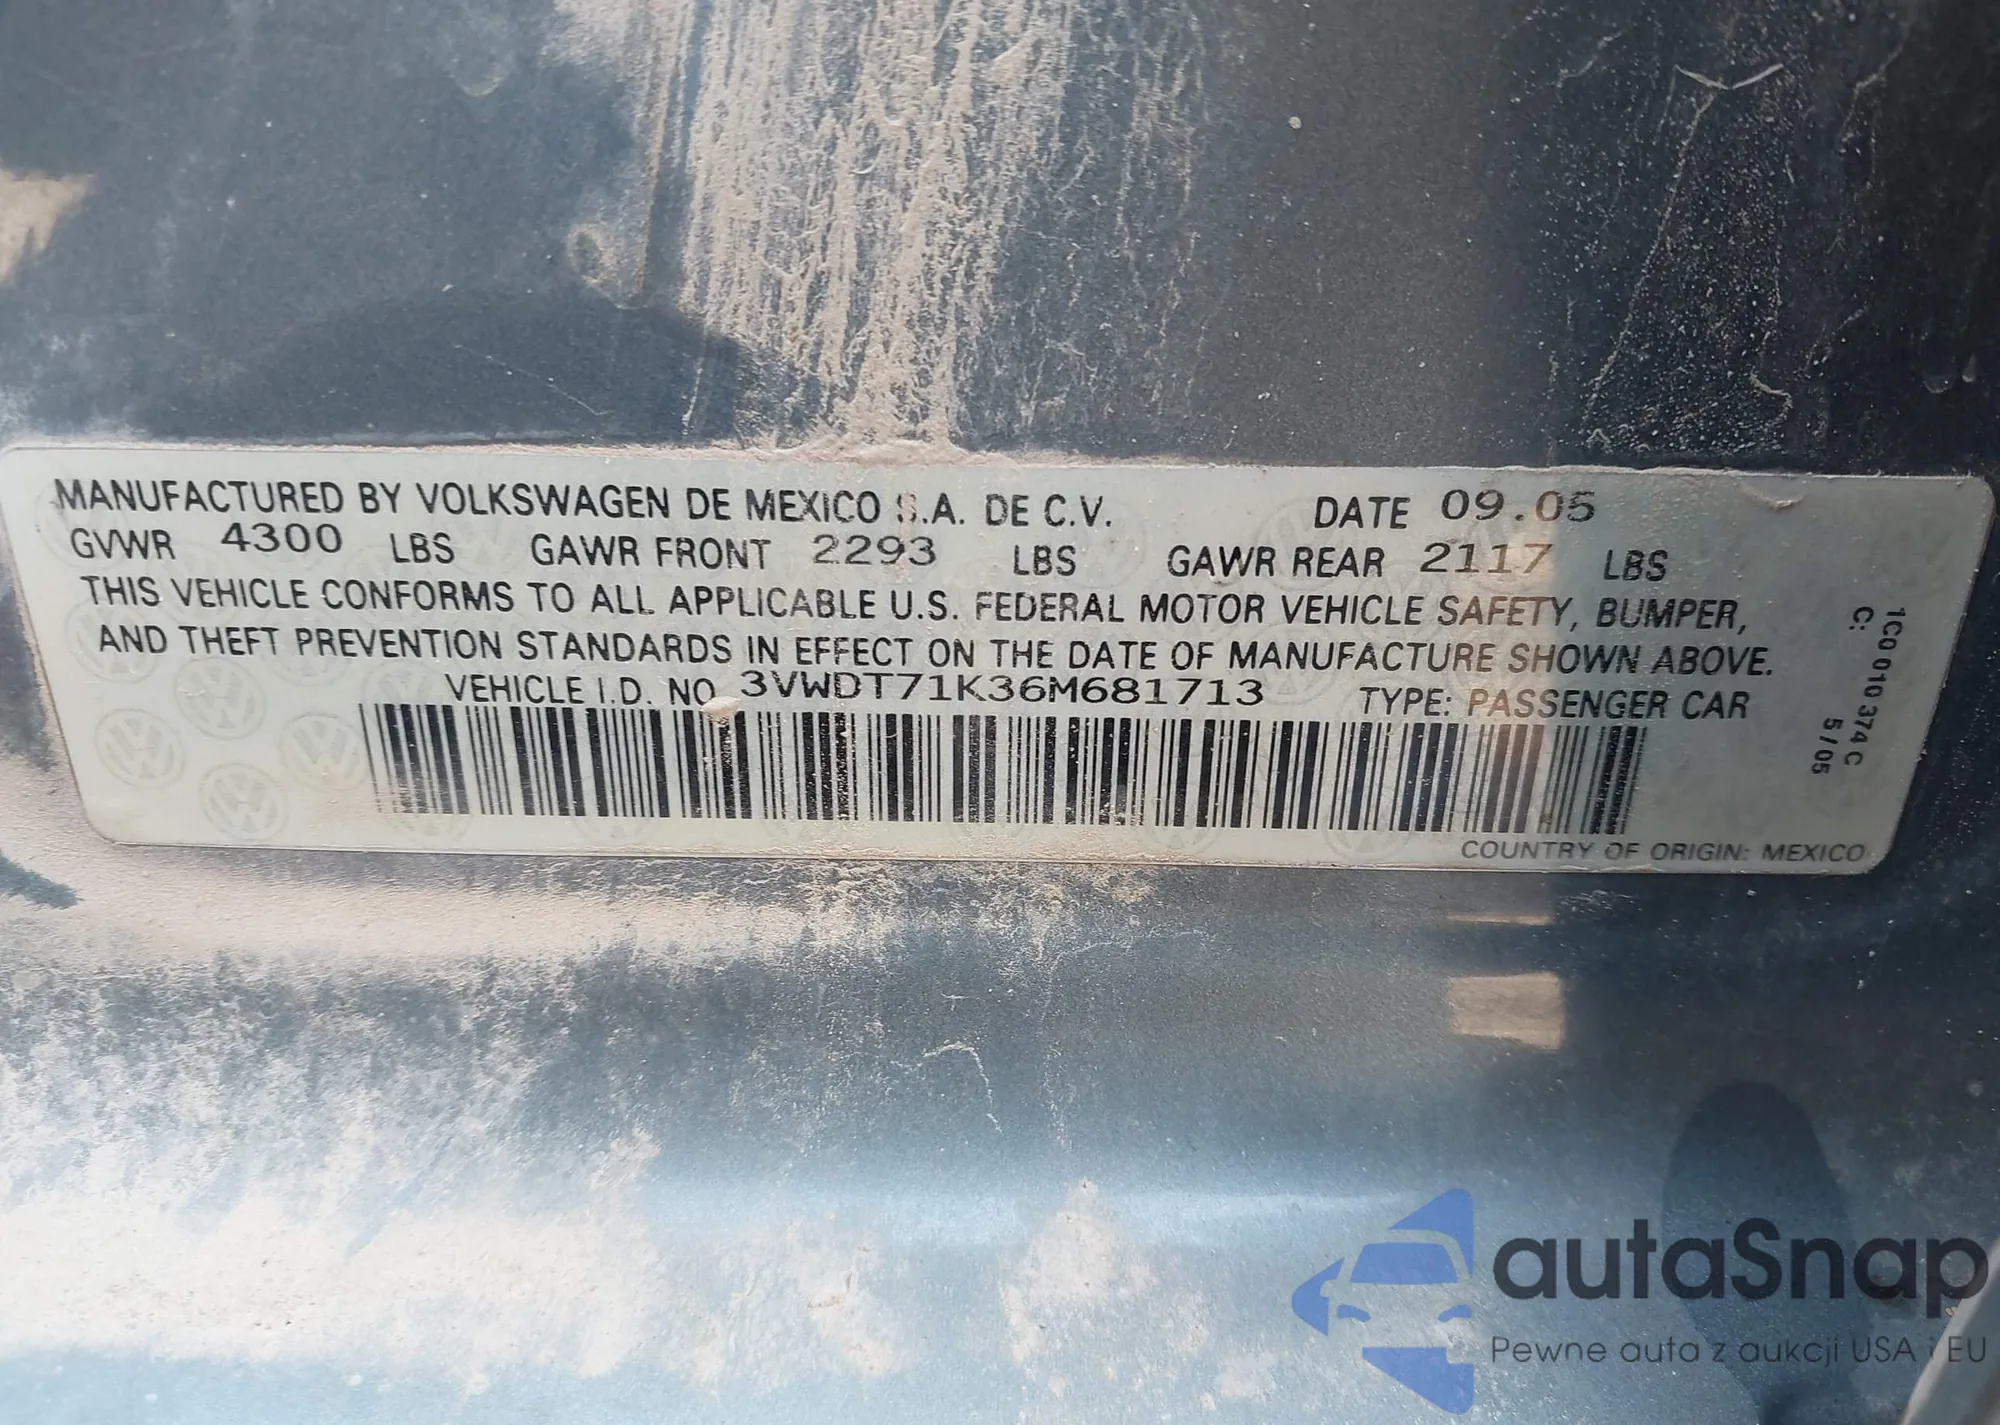 MANUFACTURED BY VOLKSWAGEN DE MEXICO S.A. DE C.V. DATE 09.05
GVWR 4300 LBS GAWR FRONT 2293 LBS GAWR REAR 2117 LBS
THIS VEHICLE CONFORMS TO ALL APPLICABLE U.S. FEDERAL MOTOR VEHICLE SAFETY, BUMPER,
AND THEFT PREVENTION STANDARDS IN EFFECT ON THE DATE OF MANUFACTURE SHOWN ABOVE.
VEHICLE I.D. NO 3VWDT71K36M681713 TYPE: PASSENGER CAR
COUNTRY OF ORIGIN: MEXICO
1C0 010 374 C
C: 5/05
autaSnap
Pewne auta z aukcji USA i EU